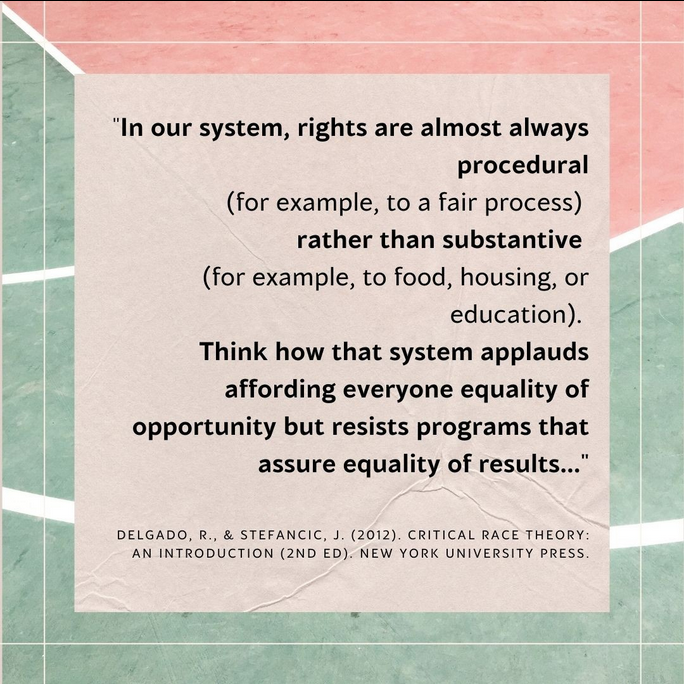 "In our system, rights are almost always
procedural
(for example, to a fair process)
rather than substantive
(for example, to food, housing, or
education).
Think how that system applauds
affording everyone equality of
opportunity but resists programs that
assure equality of results..."
DELGADO, R., & STEFANCIC, J. (2012). CRITICAL RACE THEORY:
AN INTRODUCTION (2ND ED). NEW YORK UNIVERSITY PRESS.